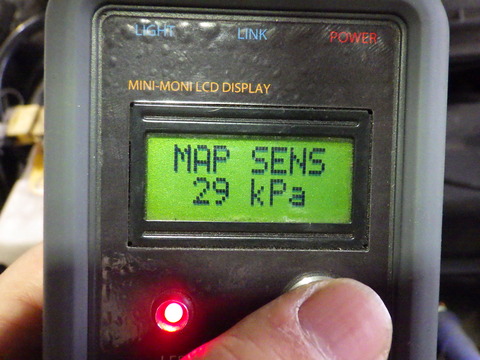 LIGHT LINK POWER
MINI-MONI LCD DISPLAY
MAP SENS
29 kPa